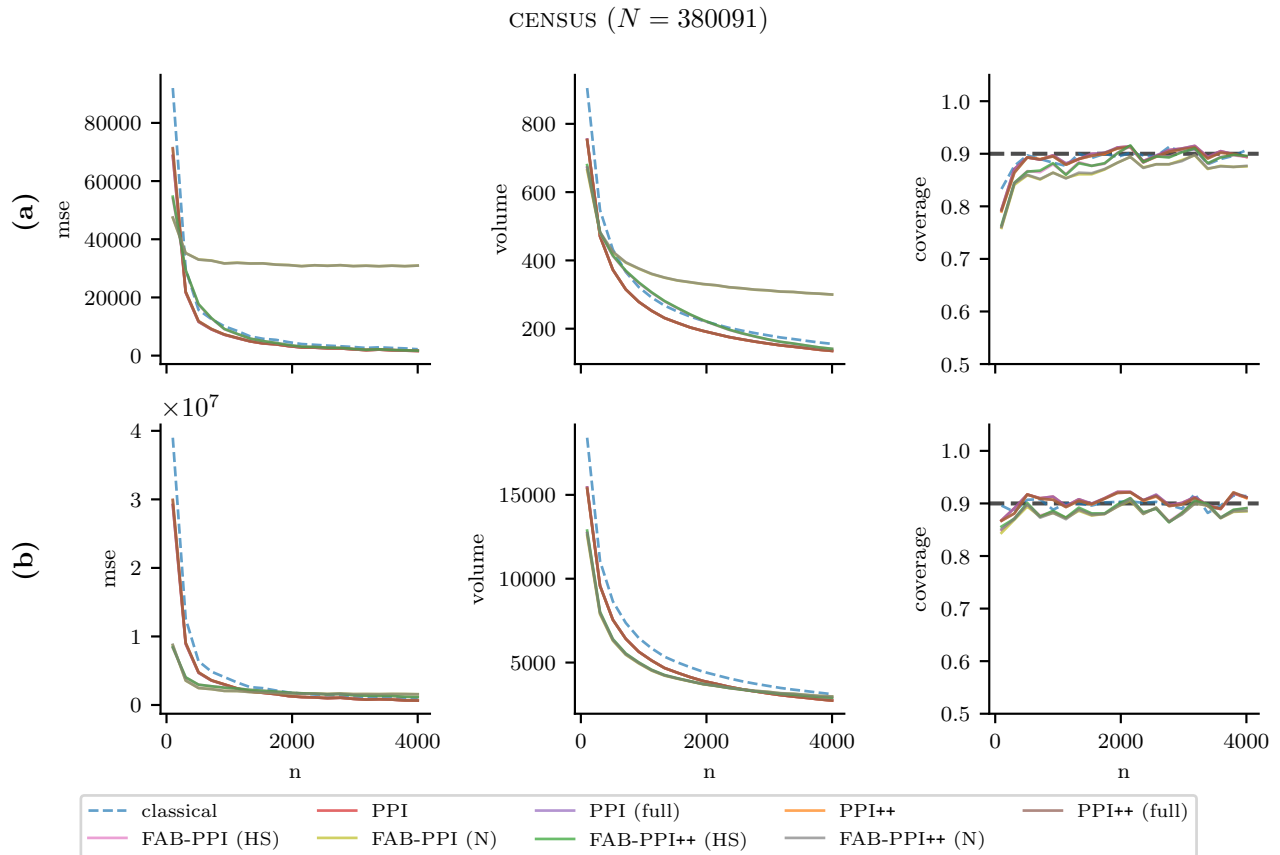 CENSUS (N = 380091)
(a)
mse
80000
60000
40000
20000
0
volume
800
600
400
200
coverage
1.0
0.9
0.8
0.7
0.6
0.5
(b)
×10⁷
mse
4
3
2
1
0
0 2000 4000
n
volume
15000
10000
5000
0 2000 4000
n
coverage
1.0
0.9
0.8
0.7
0.6
0.5
0 2000 4000
n
classical PPI PPI (full) PPI++ PPI++ (full)
FAB-PPI (HS) FAB-PPI (N) FAB-PPI++ (HS) FAB-PPI++ (N)